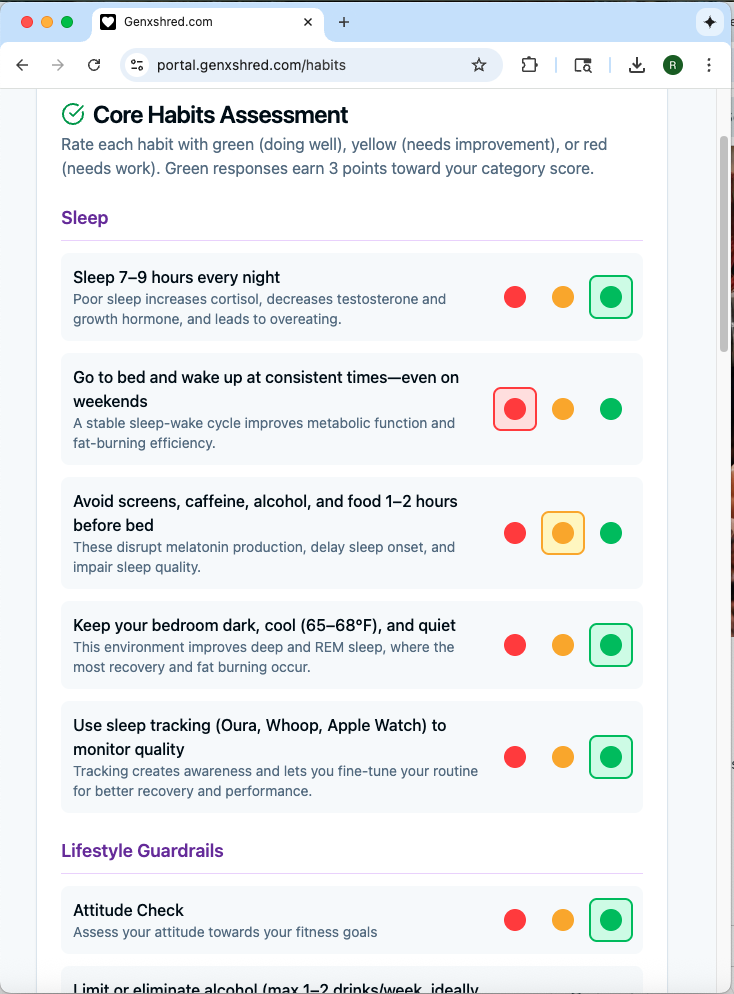 Genxshred.com
portal.genxshred.com/habits
R
Core Habits Assessment
Rate each habit with green (doing well), yellow (needs improvement), or red
(needs work). Green responses earn 3 points toward your category score.
Sleep
Sleep 7–9 hours every night
Poor sleep increases cortisol, decreases testosterone and
growth hormone, and leads to overeating.
Go to bed and wake up at consistent times—even on
weekends
A stable sleep-wake cycle improves metabolic function and
fat-burning efficiency.
Avoid screens, caffeine, alcohol, and food 1–2 hours
before bed
These disrupt melatonin production, delay sleep onset, and
impair sleep quality.
Keep your bedroom dark, cool (65–68°F), and quiet
This environment improves deep and REM sleep, where the
most recovery and fat burning occur.
Use sleep tracking (Oura, Whoop, Apple Watch) to
monitor quality
Tracking creates awareness and lets you fine-tune your routine
for better recovery and performance.
Lifestyle Guardrails
Attitude Check
Assess your attitude towards your fitness goals
Limit or eliminate alcohol (max 1–2 drinks/week, ideally